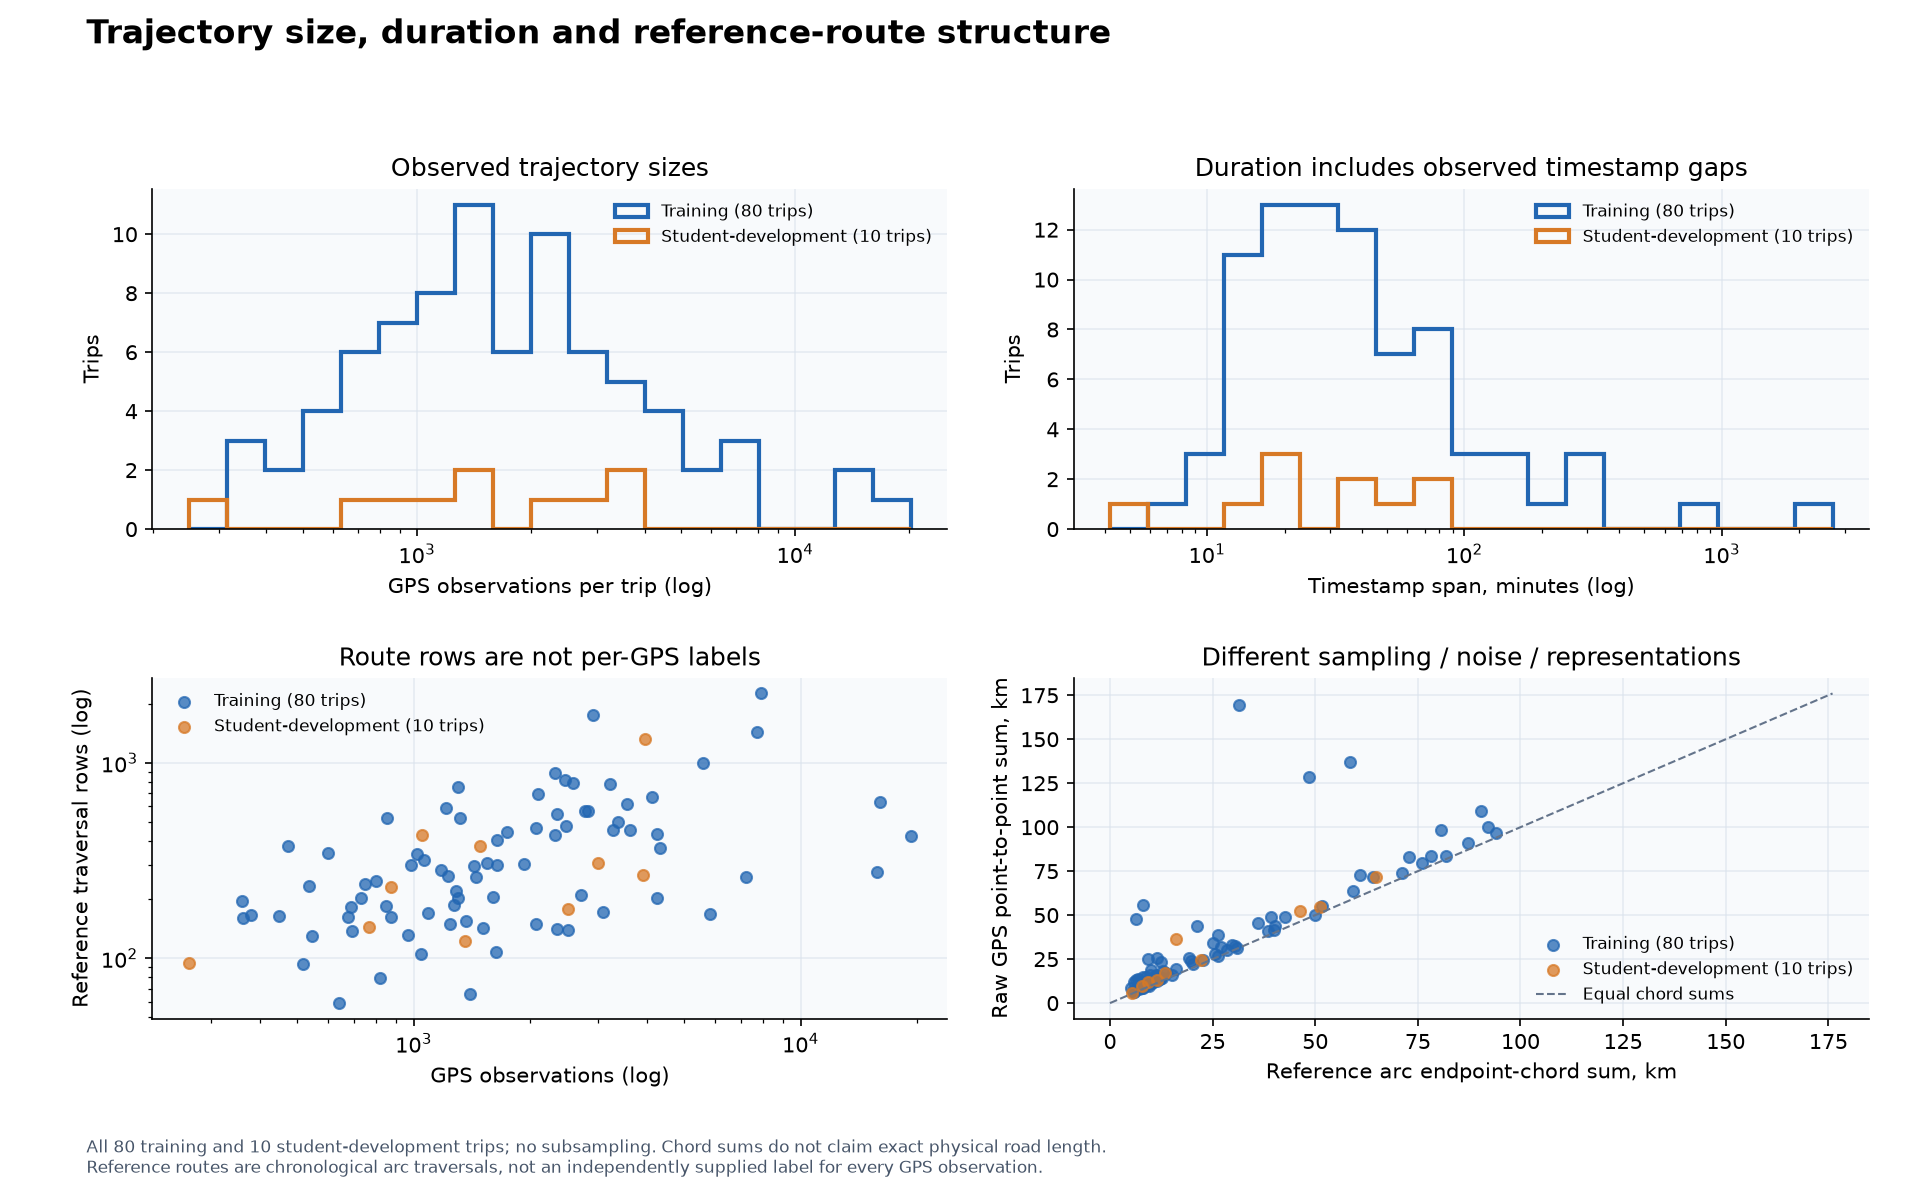 Trajectory size, duration and reference-route structure
Observed trajectory sizes
Trips
10
8
6
4
2
0
Training (80 trips)
Student-development (10 trips)
10³
10⁴
GPS observations per trip (log)
Duration includes observed timestamp gaps
Trips
12
10
8
6
4
2
0
Training (80 trips)
Student-development (10 trips)
10¹
10²
10³
Timestamp span, minutes (log)
Route rows are not per-GPS labels
Reference traversal rows (log)
10³
10²
Training (80 trips)
Student-development (10 trips)
10³
10⁴
GPS observations (log)
Different sampling / noise / representations
Raw GPS point-to-point sum, km
175
150
125
100
75
50
25
0
Training (80 trips)
Student-development (10 trips)
Equal chord sums
0
25
50
75
100
125
150
175
Reference arc endpoint-chord sum, km
All 80 training and 10 student-development trips; no subsampling. Chord sums do not claim exact physical road length.
Reference routes are chronological arc traversals, not an independently supplied label for every GPS observation.